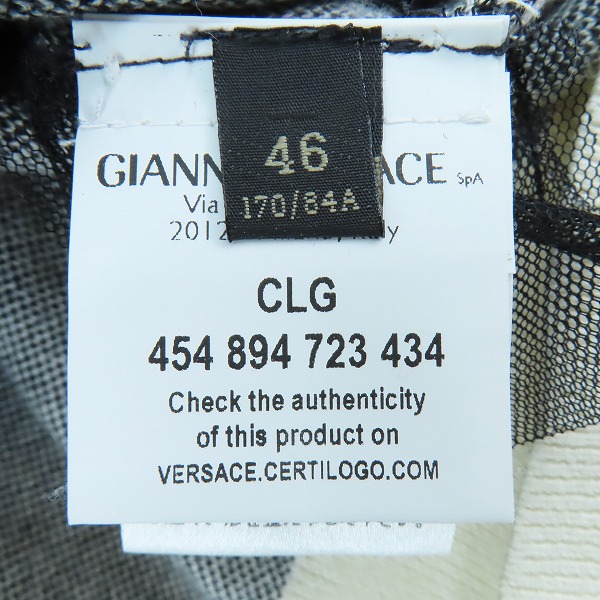 46
170/84A
GIANN ACE SpA
Via
2012 Italy
CLG
454 894 723 434
Check the authenticity
of this product on
VERSACE.CERTILOGO.COM